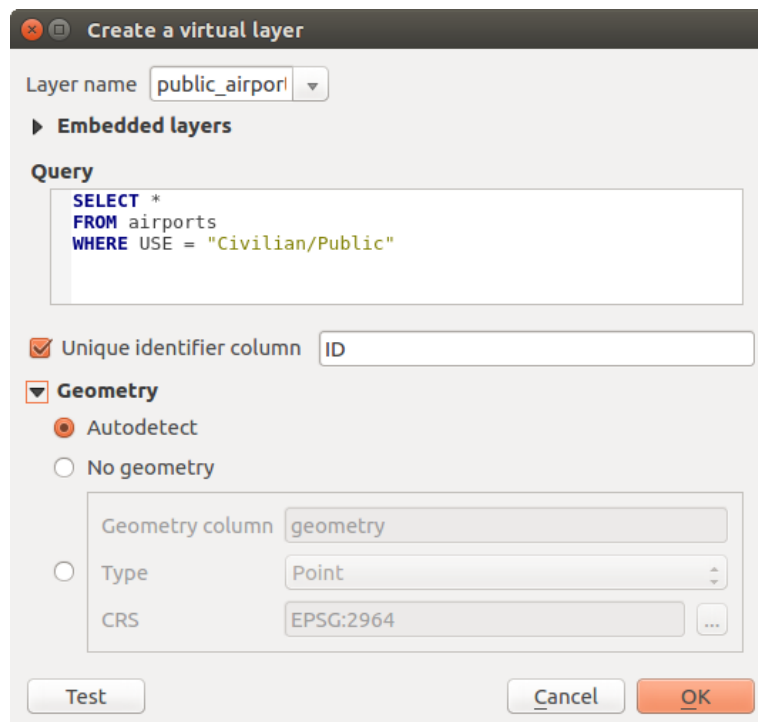 Create a virtual layer
Layer name public_airport
Embedded layers
Query
SELECT *
FROM airports
WHERE USE = "Civilian/Public"
Unique identifier column ID
Geometry
Autodetect
No geometry
Geometry column geometry
Type Point
CRS EPSG:2964 ...
Test Cancel OK